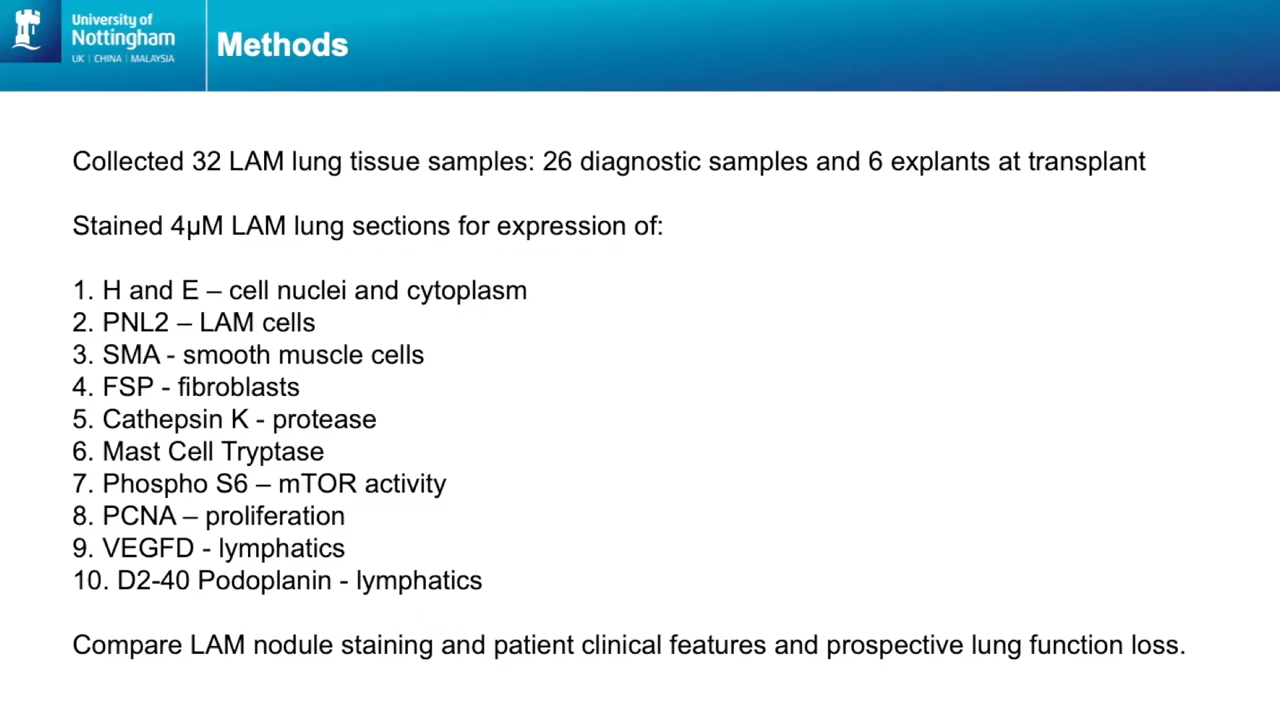 University of
Nottingham
UK | CHINA | MALAYSIA
Methods
Collected 32 LAM lung tissue samples: 26 diagnostic samples and 6 explants at transplant
Stained 4µM LAM lung sections for expression of:
1. H and E – cell nuclei and cytoplasm
2. PNL2 – LAM cells
3. SMA - smooth muscle cells
4. FSP - fibroblasts
5. Cathepsin K - protease
6. Mast Cell Tryptase
7. Phospho S6 – mTOR activity
8. PCNA – proliferation
9. VEGFD - lymphatics
10. D2-40 Podoplanin - lymphatics
Compare LAM nodule staining and patient clinical features and prospective lung function loss.